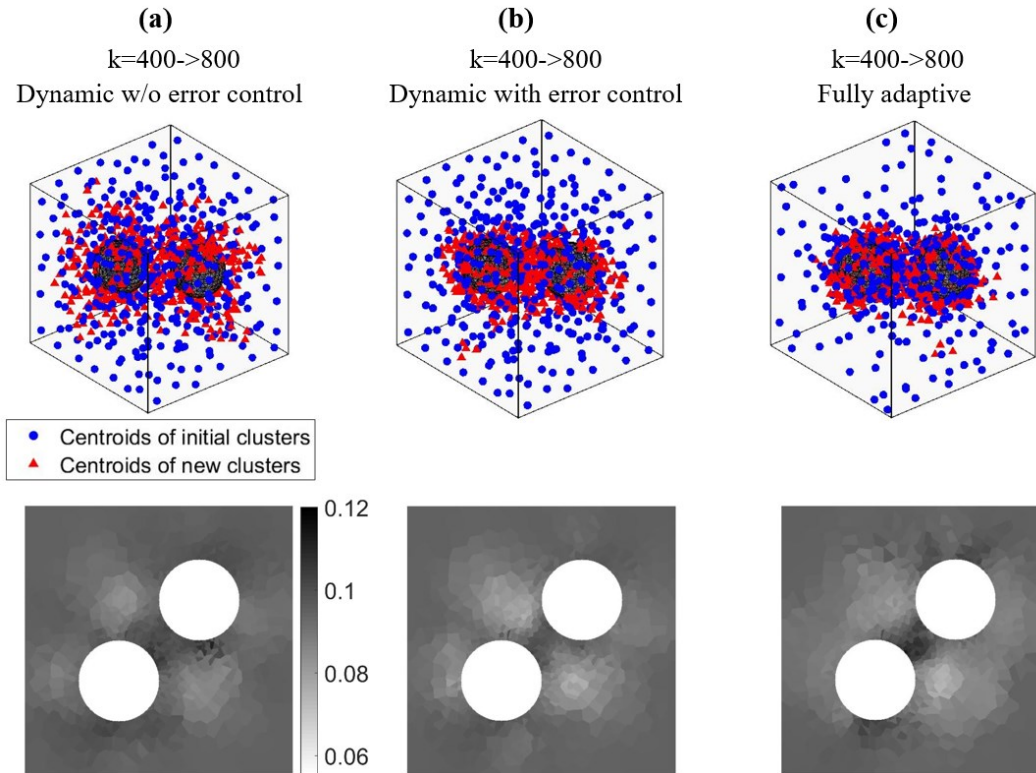 (a)
k=400->800
Dynamic w/o error control
(b)
k=400->800
Dynamic with error control
(c)
k=400->800
Fully adaptive
Centroids of initial clusters
Centroids of new clusters
0.12
0.1
0.08
0.06